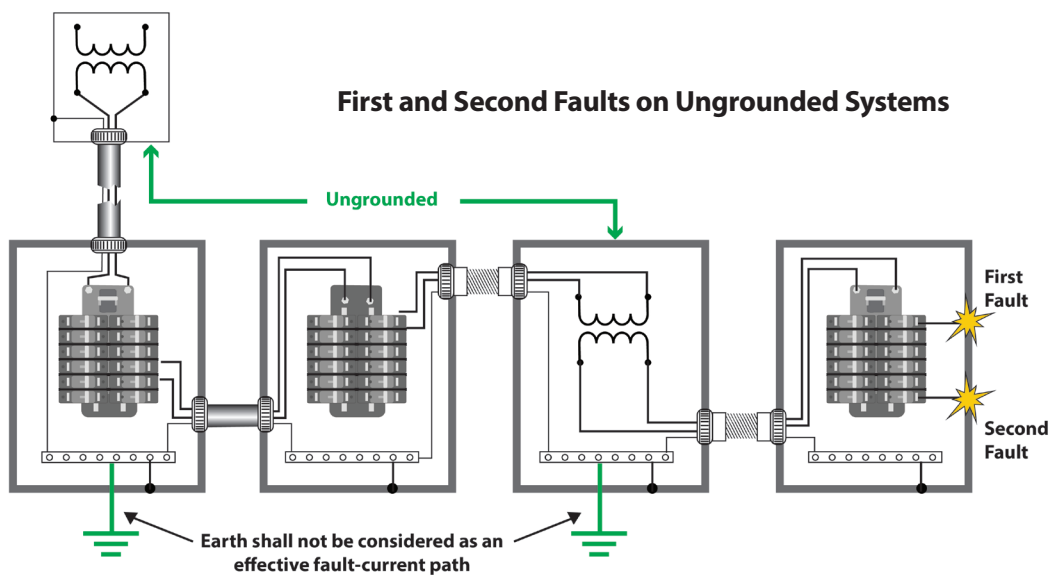 First and Second Faults on Ungrounded Systems
Ungrounded
First
Fault
Second
Fault
Earth shall not be considered as an
effective fault-current path